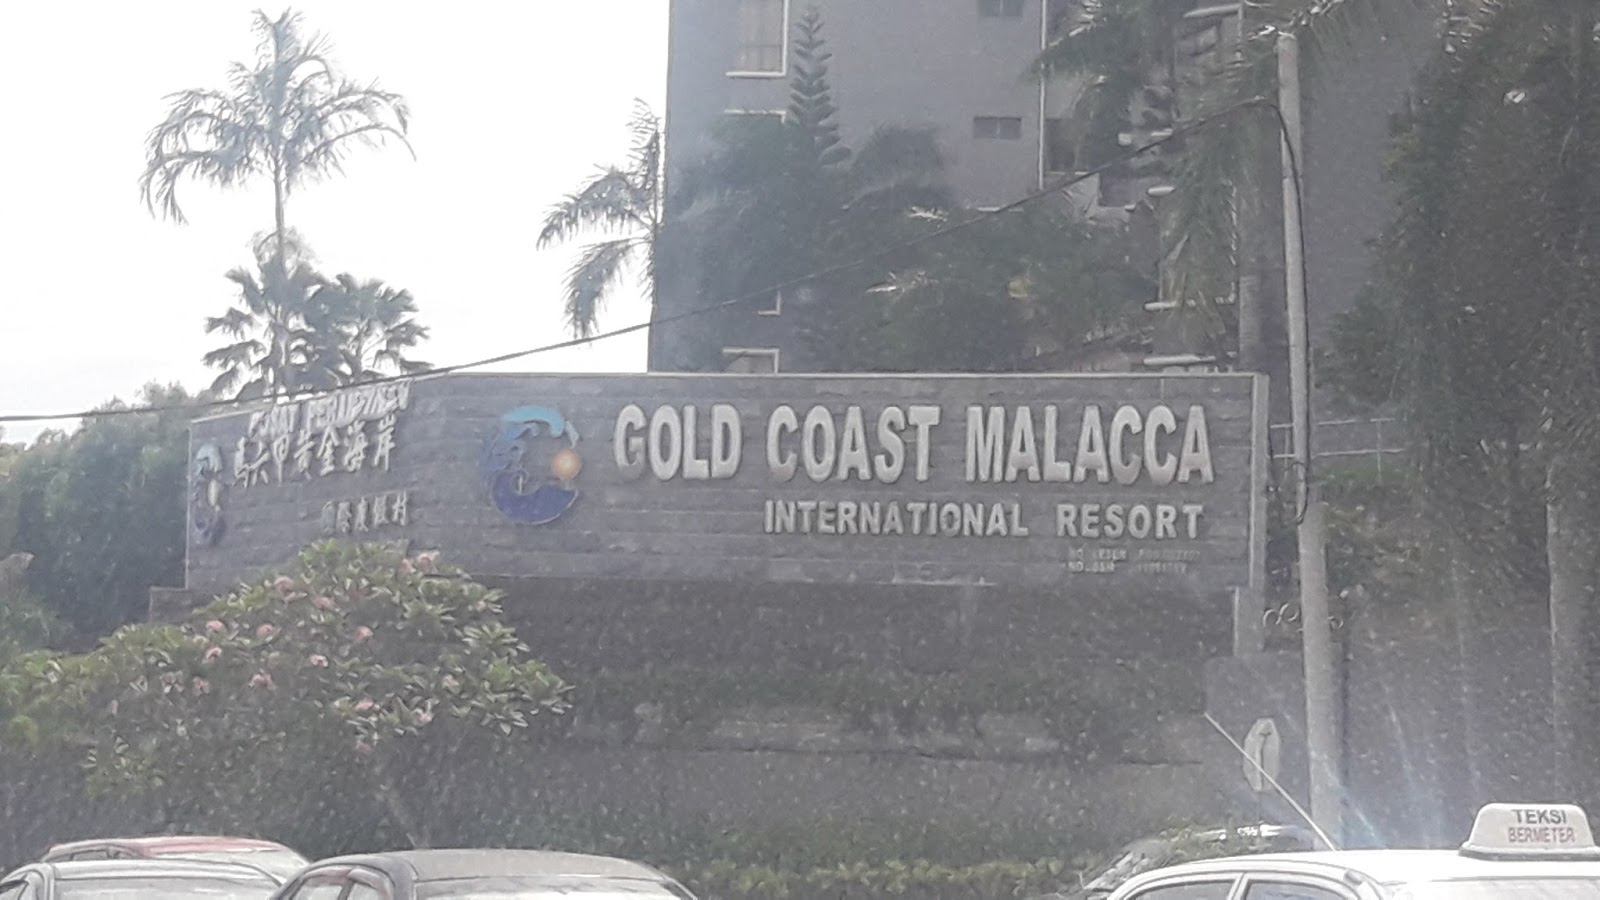 馬六甲黃金海岸
國際度假村
GOLD COAST MALACCA
INTERNATIONAL RESORT
TEKSI
BERMETER